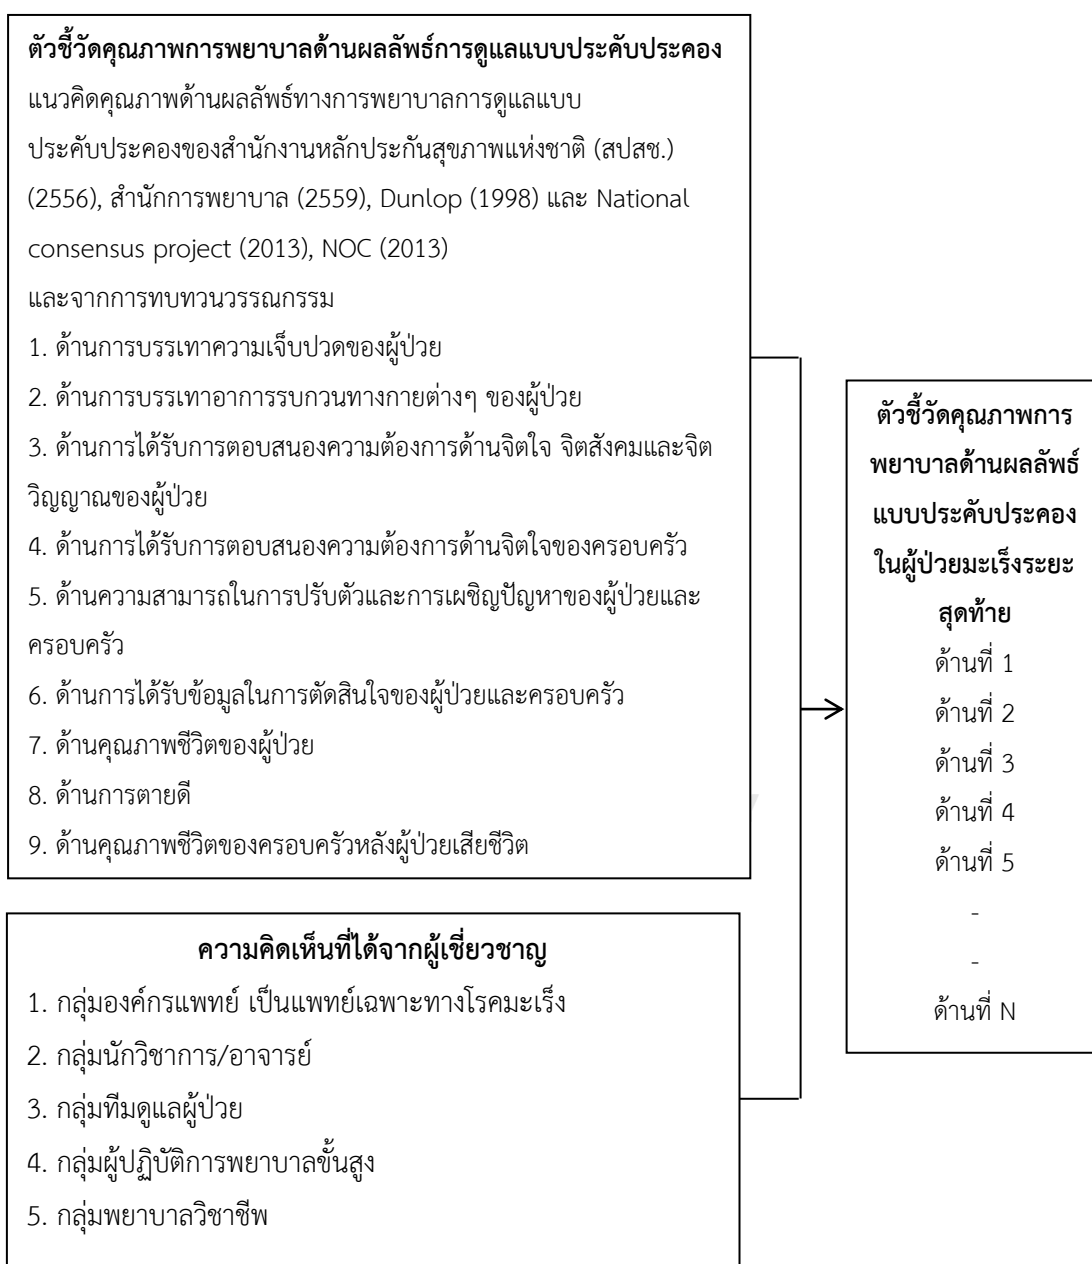 ตัวชี้วัดคุณภาพการพยาบาลด้านผลลัพธ์การดูแลแบบประคับประคอง
แนวคิดคุณภาพด้านผลลัพธ์ทางการพยาบาลการดูแลแบบ
ประคับประคองของสำนักงานหลักประกันสุขภาพแห่งชาติ (สปสช.)
(2556), สำนักการพยาบาล (2559), Dunlop (1998) และ National
consensus project (2013), NOC (2013)
และจากการทบทวนวรรณกรรม
1. ด้านการบรรเทาความเจ็บปวดของผู้ป่วย
2. ด้านการบรรเทาอาการรบกวนทางกายต่างๆ ของผู้ป่วย
3. ด้านการได้รับการตอบสนองความต้องการด้านจิตใจ จิตสังคมและจิต
วิญญาณของผู้ป่วย
4. ด้านการได้รับการตอบสนองความต้องการด้านจิตใจของครอบครัว
5. ด้านความสามารถในการปรับตัวและการเผชิญปัญหาของผู้ป่วยและ
ครอบครัว
6. ด้านการได้รับข้อมูลในการตัดสินใจของผู้ป่วยและครอบครัว
7. ด้านคุณภาพชีวิตของผู้ป่วย
8. ด้านการตายดี
9. ด้านคุณภาพชีวิตของครอบครัวหลังผู้ป่วยเสียชีวิต
ความคิดเห็นที่ได้จากผู้เชี่ยวชาญ
1. กลุ่มองค์กรแพทย์ เป็นแพทย์เฉพาะทางโรคมะเร็ง
2. กลุ่มนักวิชาการ/อาจารย์
3. กลุ่มทีมดูแลผู้ป่วย
4. กลุ่มผู้ปฏิบัติการพยาบาลขั้นสูง
5. กลุ่มพยาบาลวิชาชีพ
ตัวชี้วัดคุณภาพการ
พยาบาลด้านผลลัพธ์
แบบประคับประคอง
ในผู้ป่วยมะเร็งระยะ
สุดท้าย
ด้านที่ 1
ด้านที่ 2
ด้านที่ 3
ด้านที่ 4
ด้านที่ 5
-
-
ด้านที่ N